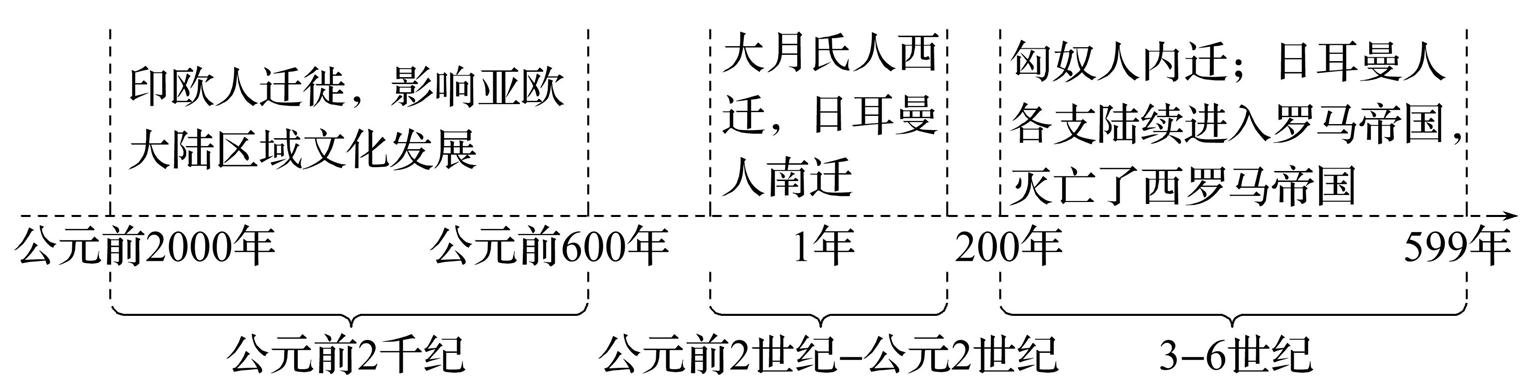 印欧人迁徙，影响亚欧
大陆区域文化发展
大月氏人西
迁，日耳曼
人南迁
匈奴人内迁；日耳曼人
各支陆续进入罗马帝国，
灭亡了西罗马帝国
公元前2000年
公元前600年
1年
200年
599年
公元前2千纪
公元前2世纪-公元2世纪
3-6世纪